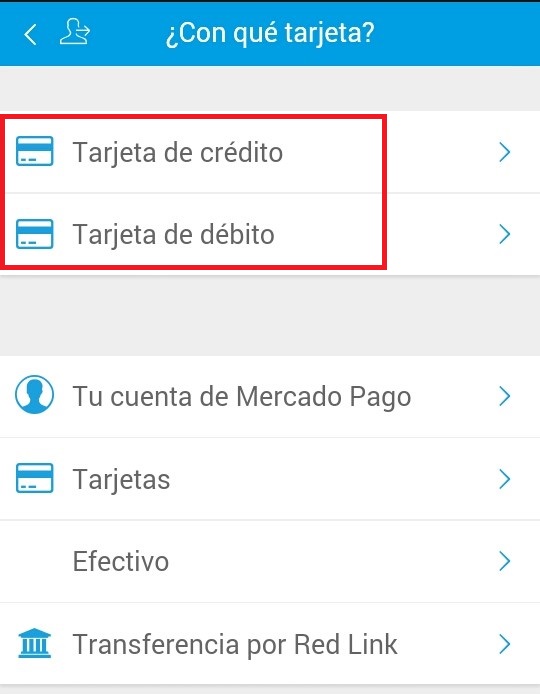 ¿Con qué tarjeta?
Tarjeta de crédito
Tarjeta de débito
Tu cuenta de Mercado Pago
Tarjetas
Efectivo
Transferencia por Red Link